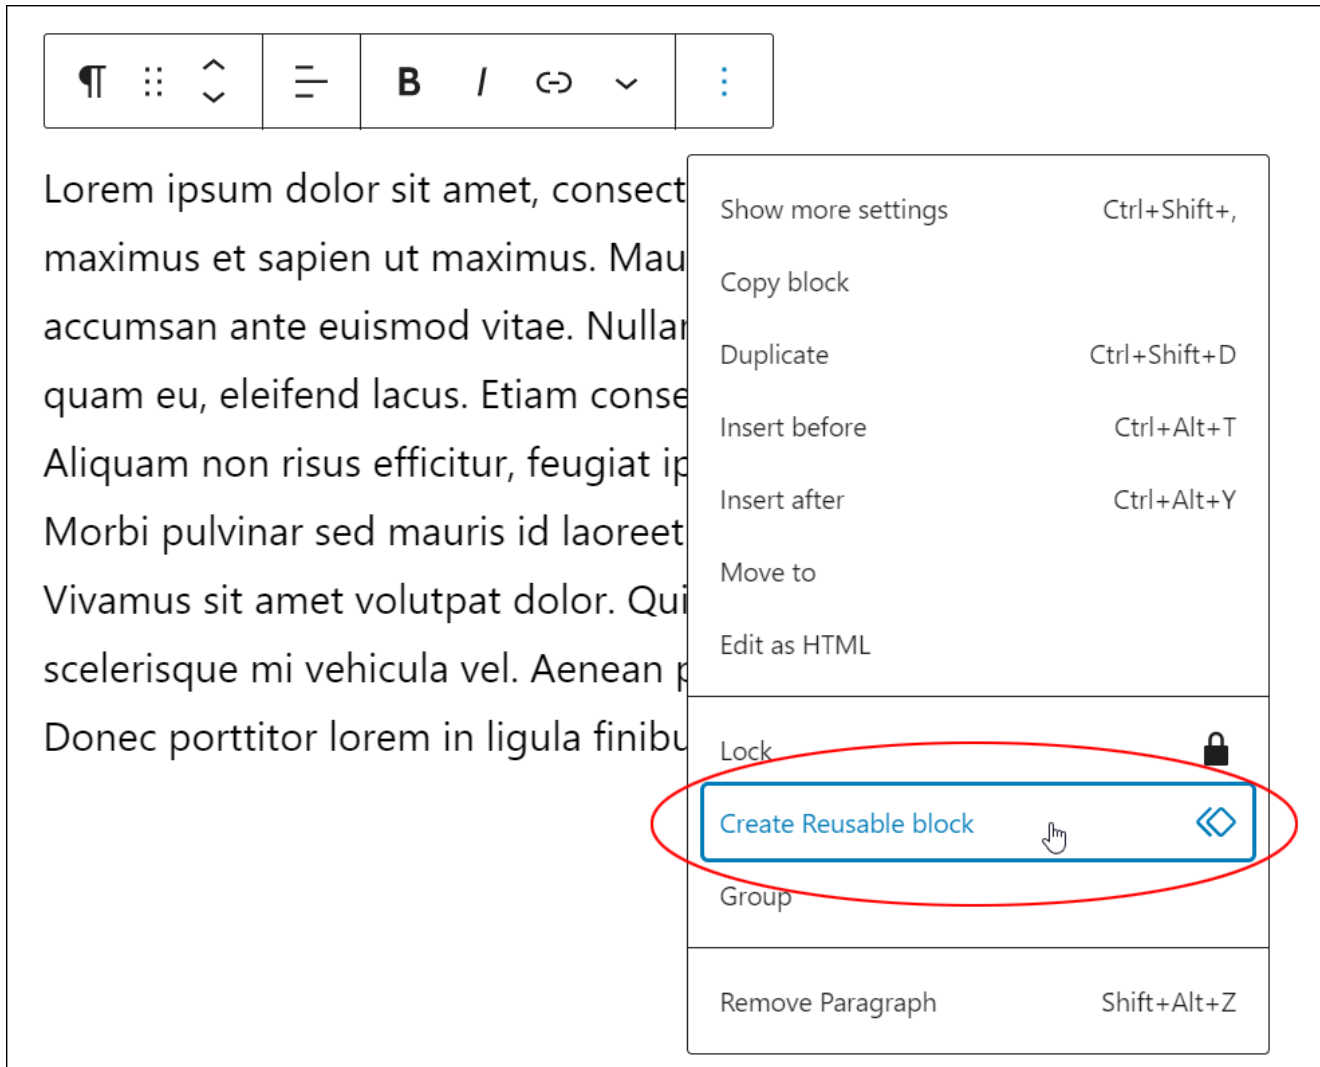 B I
Lorem ipsum dolor sit amet, consect
maximus et sapien ut maximus. Mau
accumsan ante euismod vitae. Nullar
quam eu, eleifend lacus. Etiam conse
Aliquam non risus efficitur, feugiat ip
Morbi pulvinar sed mauris id laoreet
Vivamus sit amet volutpat dolor. Qui
scelerisque mi vehicula vel. Aenean p
Donec porttitor lorem in ligula finibu
Show more settings Ctrl+Shift+,
Copy block
Duplicate Ctrl+Shift+D
Insert before Ctrl+Alt+T
Insert after Ctrl+Alt+Y
Move to
Edit as HTML
Lock
Create Reusable block
Group
Remove Paragraph Shift+Alt+Z